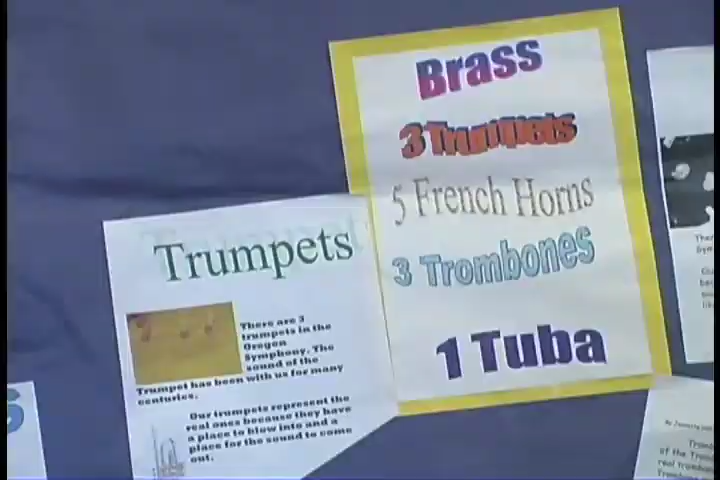 Brass
3 Trumpets
5 French Horns
3 Trombones
1 Tuba
Trumpets
There are 3
trumpets in the
Oregon
Symphony. The
sound of the
Trumpet has been with us for many
centuries.
Our trumpets represent the
real ones because they have
a place to blow into and a
place for the sound to come
out.